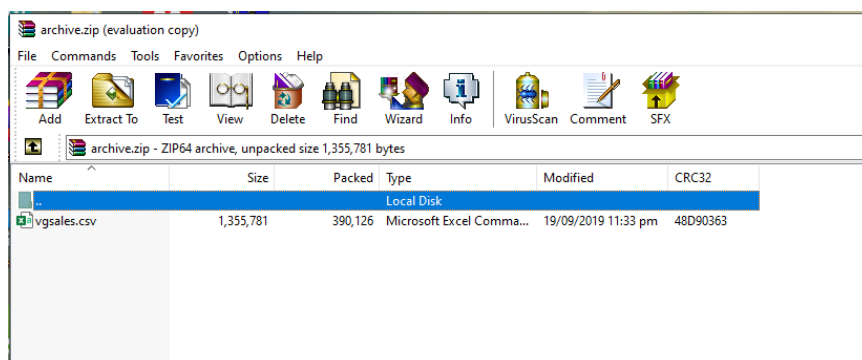 archive.zip (evaluation copy)
File Commands Tools Favorites Options Help
Add Extract To Test View Delete Find Wizard Info VirusScan Comment SFX
archive.zip - ZIP64 archive, unpacked size 1,355,781 bytes
Name Size Packed Type Modified CRC32
.. Local Disk
vgsales.csv 1,355,781 390,126 Microsoft Excel Comma... 19/09/2019 11:33 pm 48D90363